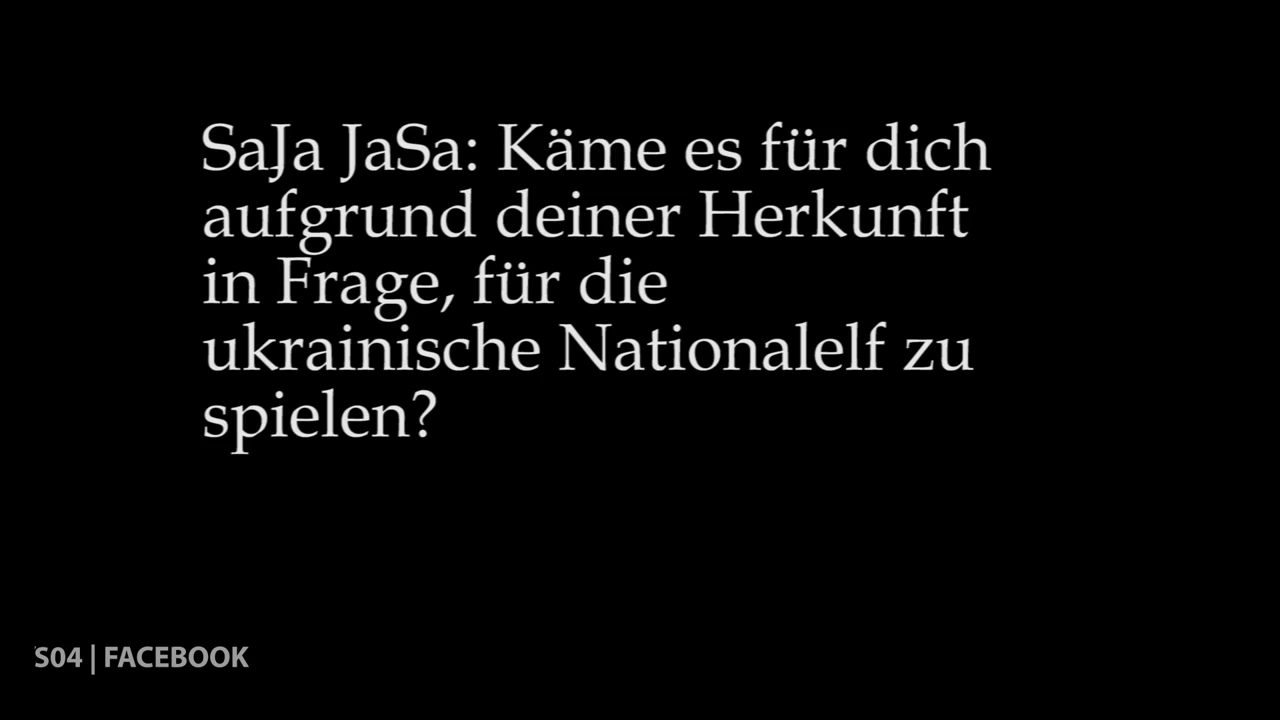 SaJa JaSa: Käme es für dich
aufgrund deiner Herkunft
in Frage, für die
ukrainische Nationalelf zu
spielen?
S04 | FACEBOOK